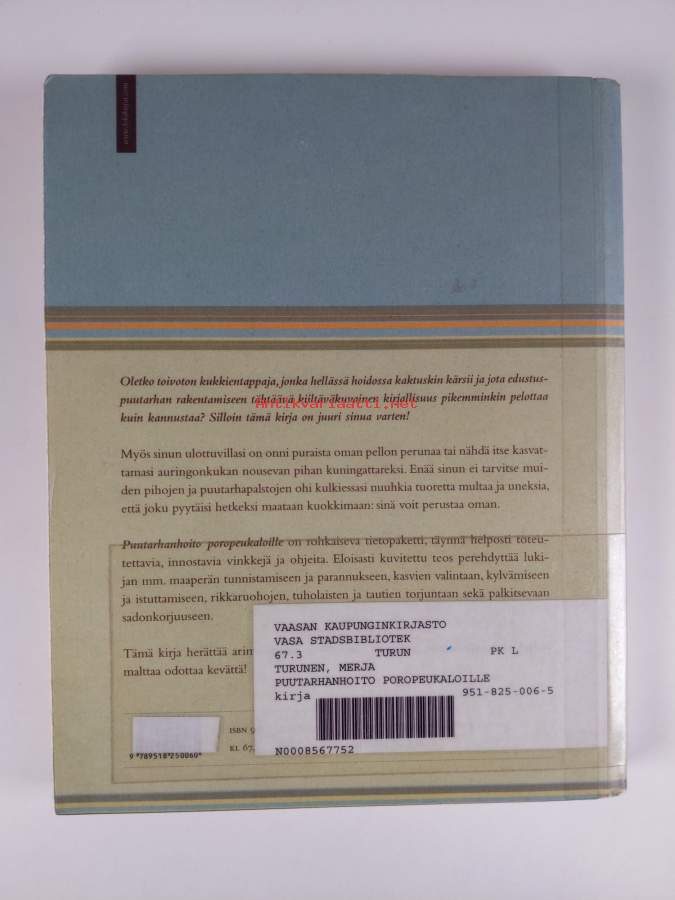 Oletko toivoton kukkientappaja, jonka hellässä hoidossa kaktuskin kärsii ja jota edustus-
puutarhan rakentamiseen tähtäävä kiiltäväkuvainen kirjallisuus pikemminkin pelottaa
Antikvariaatti.net
kuin kannustaa? Silloin tämä kirja on juuri sinua varten!
Myös sinun ulottuvillasi on onni puraista oman pellon perunaa tai nähdä itse kasvat-
tamasi auringonkukan nousevan pihan kuningattareksi. Enää sinun ei tarvitse mui-
den pihojen ja puutarhapalstojen ohi kulkiessasi nuuhkia tuoretta multaa ja uneksia,
että joku pyytäisi hetkeksi maataan kuokkimaan: sinä voit perustaa oman.
Puutarhanhoito poropeukaloille on rohkaiseva tietopaketti, täynnä helposti toteu-
tettavia, innostavia vinkkejä ja ohjeita. Eloisasti kuvitettu teos perehdyttää luki-
jan mm. maaperän tunnistamiseen ja parannukseen, kasvien valintaan, kylvämiseen
ja istuttamiseen, rikkaruohojen, tuholaisten ja tautien torjuntaan sekä palkitsevaan
sadonkorjuuseen.
Tämä kirja herättää
malttaa odottaa kevättä!
VAASAN KAUPUNGINKIRJASTO
VASA STADSBIBLIOTEK
67.3 TURUN PK L
TURUNEN, MERJA
PUUTARHANHOITO POROPEUKALOILLE
kirja 951-825-006-5
N0008567752
ISBN 9
KL 67.
9 789518 250060